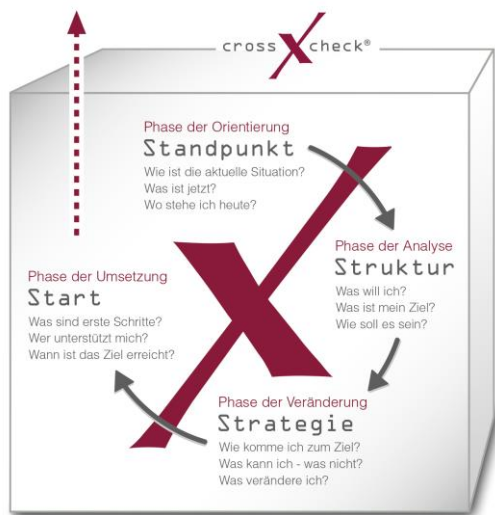 cross X check®
Phase der Orientierung
Standpunkt
Wie ist die aktuelle Situation?
Was ist jetzt?
Wo stehe ich heute?
Phase der Analyse
Struktur
Was will ich?
Was ist mein Ziel?
Wie soll es sein?
Phase der Veränderung
Strategie
Wie komme ich zum Ziel?
Was kann ich - was nicht?
Was verändere ich?
Phase der Umsetzung
Start
Was sind erste Schritte?
Wer unterstützt mich?
Wann ist das Ziel erreicht?
X